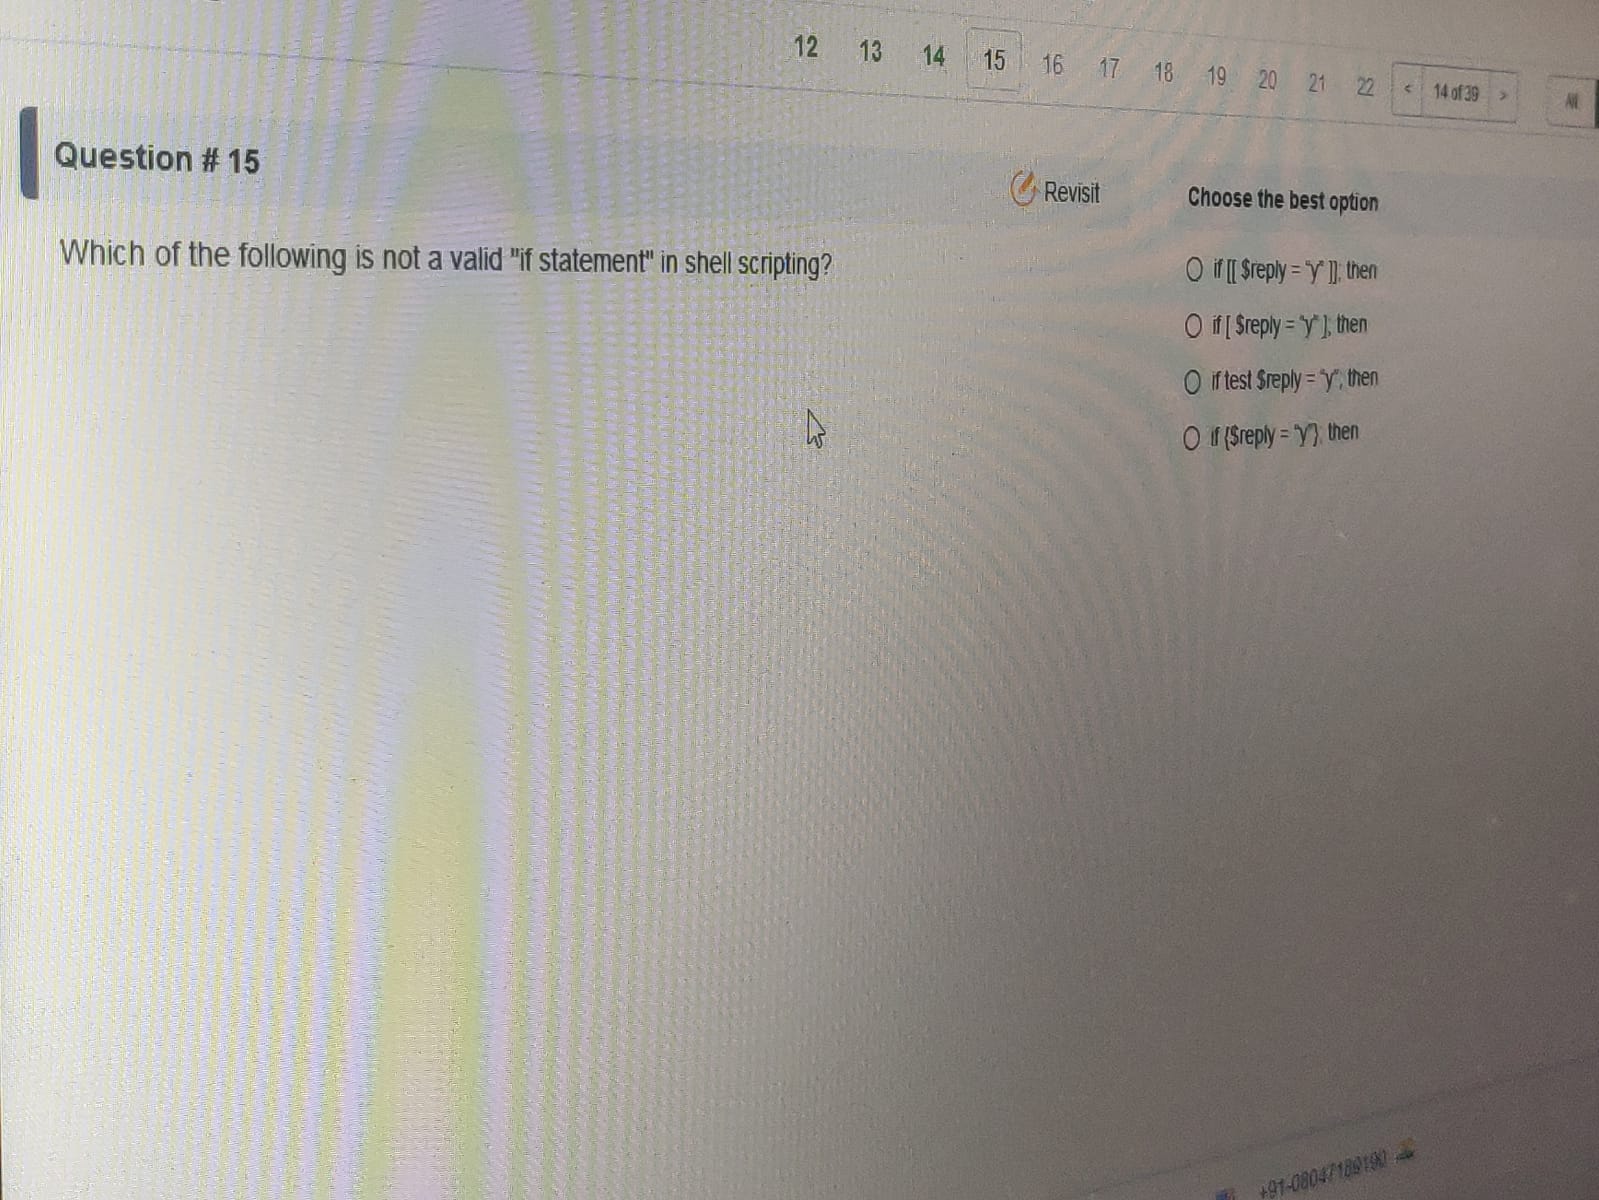 12 13 14 15 16 17 18 19 20 21 22 < 14 of 39 > All
Question # 15
Revisit
Choose the best option
Which of the following is not a valid "if statement" in shell scripting?
if [[ $reply = "y" ]]; then
if [ $reply = "y" ]; then
if test $reply = "y"; then
if {$reply = "y"}; then
+91-08047189190